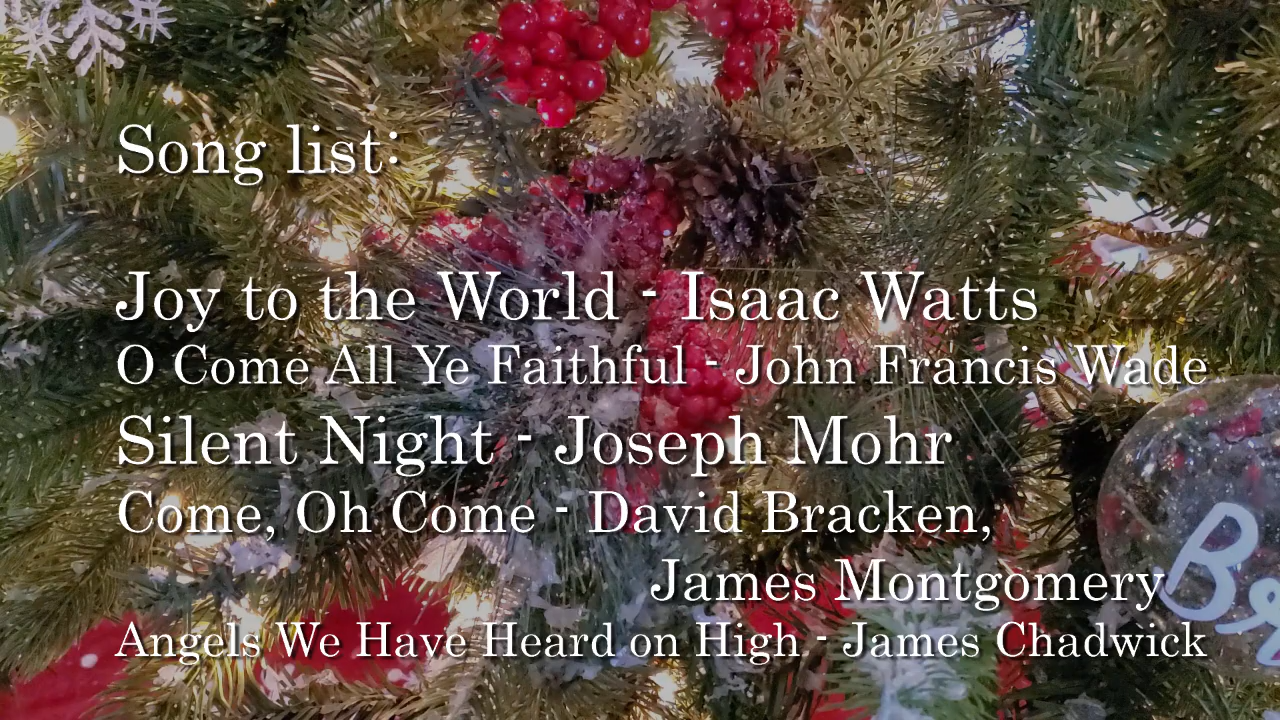 Song list:
Joy to the World - Isaac Watts
O Come All Ye Faithful - John Francis Wade
Silent Night - Joseph Mohr
Come, Oh Come - David Bracken,
James Montgomery
Angels We Have Heard on High - James Chadwick